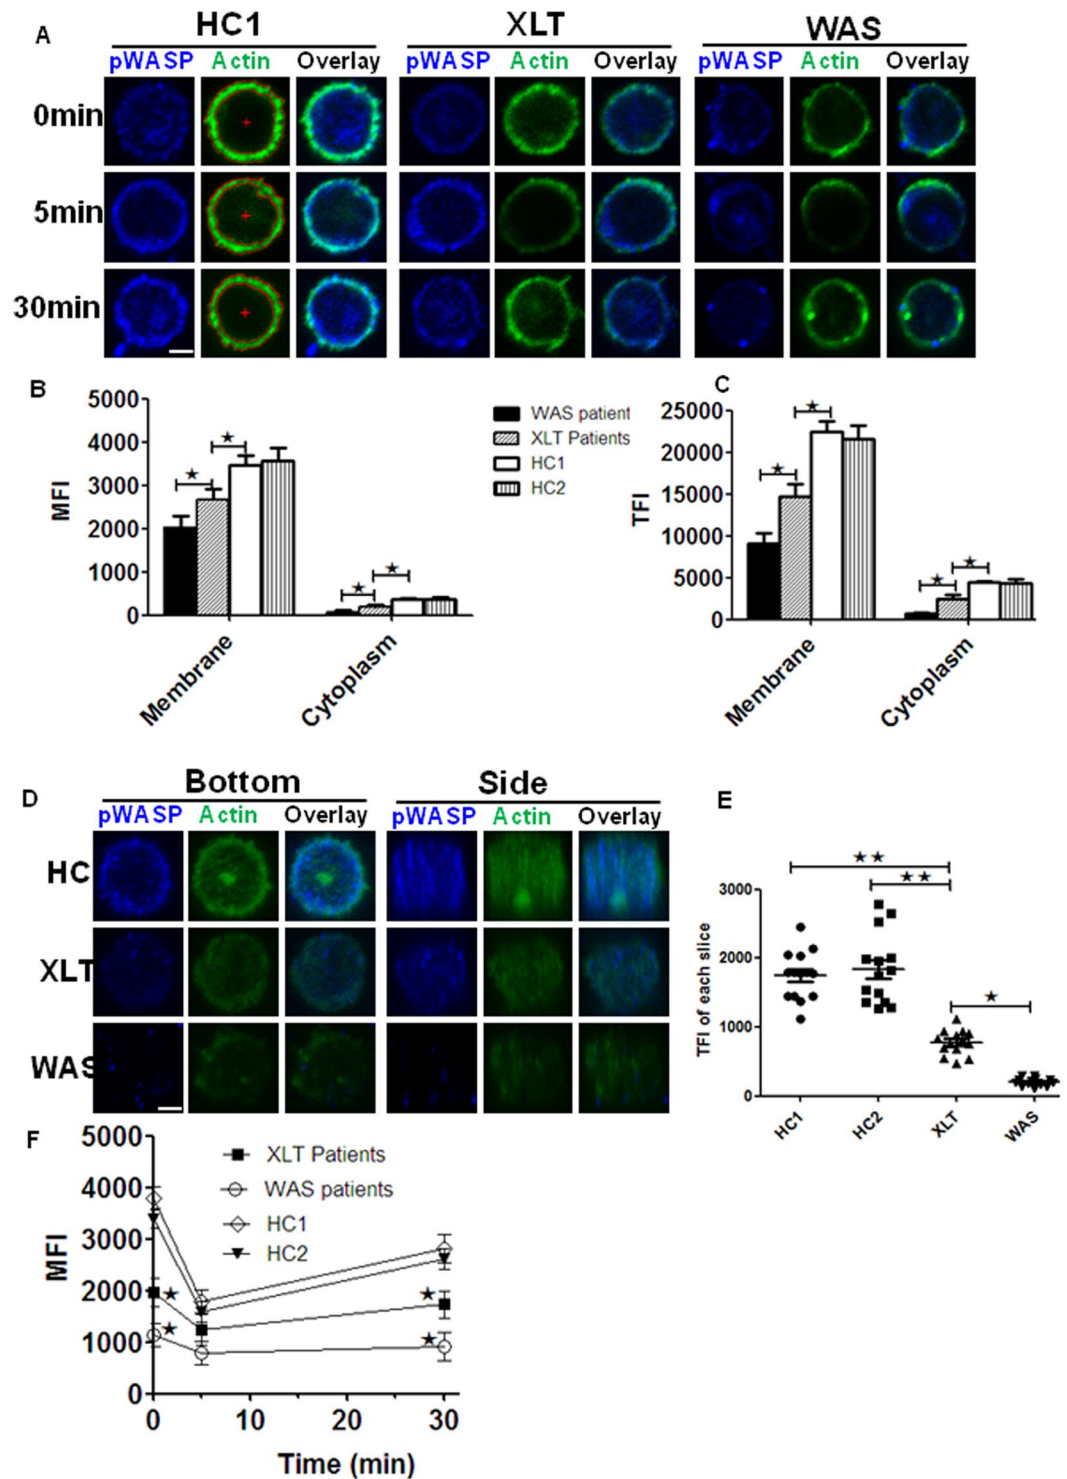 A
HC1 XLT WAS
pWASP Actin Overlay pWASP Actin Overlay pWASP Actin Overlay
0min
5min
30min
B
5000
4000
3000
2000
1000
0
MFI
★ ★ ★ ★
Membrane Cytoplasm
WAS patient
XLT Patients
HC1
HC2
C
25000
20000
15000
10000
5000
0
TFI
★ ★ ★ ★
Membrane Cytoplasm
D
Bottom Side
pWASP Actin Overlay pWASP Actin Overlay
HC
XLT
WAS
E
★★
★★
★
3000
2000
1000
0
TFI of each slice
HC1 HC2 XLT WAS
F
5000
4000
3000
2000
1000
0
MFI
XLT Patients
WAS patients
HC1
HC2
★ ★
★ ★
0 10 20 30
Time (min)